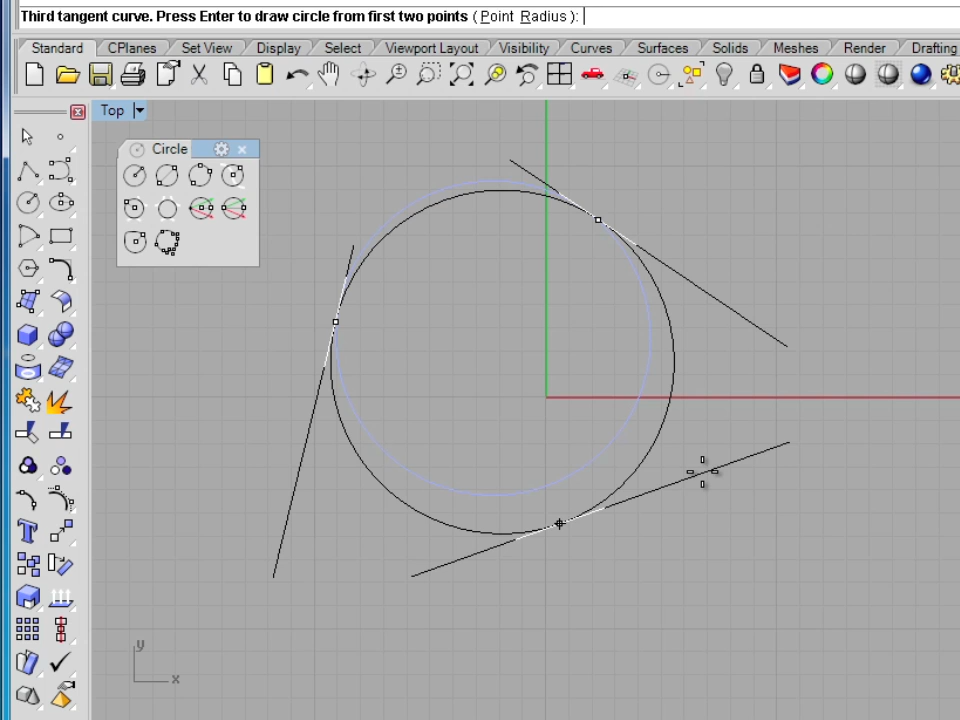 Third tangent curve. Press Enter to draw circle from first two points ( Point Radius ):
Standard CPlanes Set View Display Select Viewport Layout Visibility Curves Surfaces Solids Meshes Render Drafting
Top
Circle
y
x